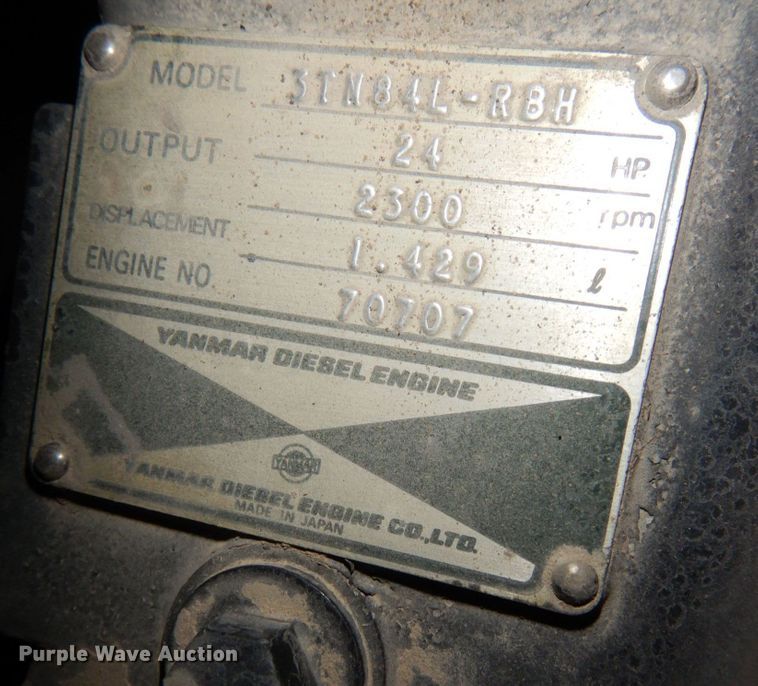 MODEL 3TN84L-RBH
OUTPUT 24 HP
2300 rpm
DISPLACEMENT 1.429 ℓ
ENGINE NO. 70707
YANMAR DIESEL ENGINE
YANMAR
YANMAR DIESEL ENGINE CO.,LTD.
MADE IN JAPAN
Purple Wave Auction